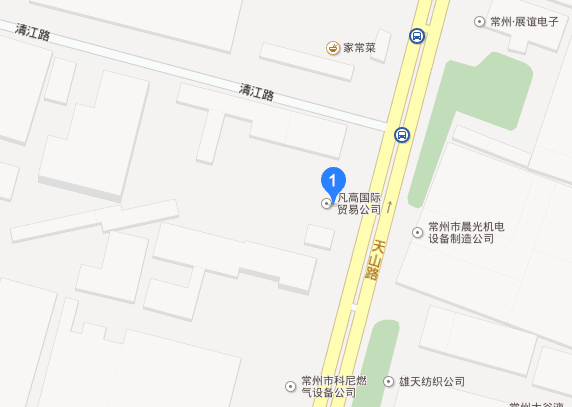 清江路
常州·展谊电子
家常菜
清江路
1
凡高国际
贸易公司
常州市晨光机电
设备制造公司
天山路
常州市科尼燃
气设备公司
雄天纺织公司